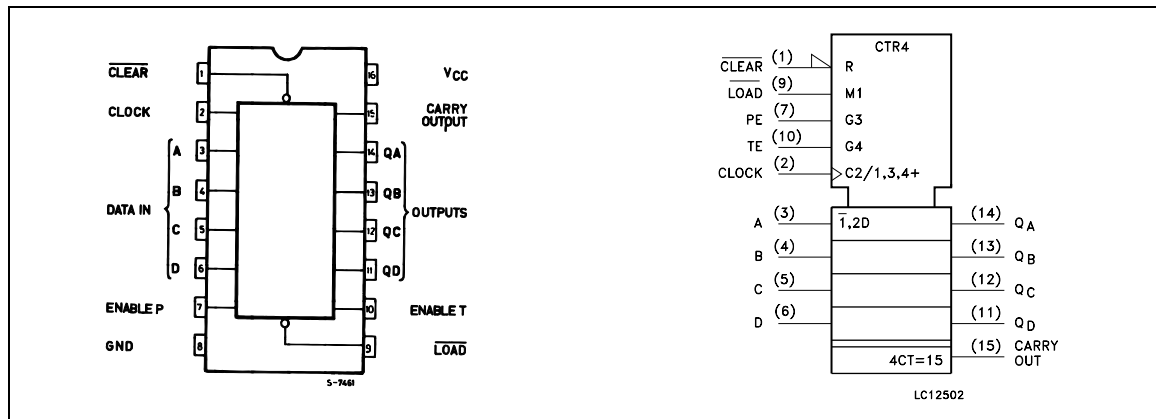 CLEAR
1
16
VCC
CLOCK
2
15
CARRY
OUTPUT
A
3
14
QA
B
4
13
QB
DATA IN
OUTPUTS
C
5
12
QC
D
6
11
QD
ENABLE P
7
10
ENABLE T
GND
8
9
LOAD
S-7461
CTR4
CLEAR (1) R
LOAD (9) M1
PE (7) G3
TE (10) G4
CLOCK (2) C2/1,3,4+
A (3) 1,2D (14) QA
B (4) (13) QB
C (5) (12) QC
D (6) (11) QD
4CT=15 (15) CARRY
OUT
LC12502